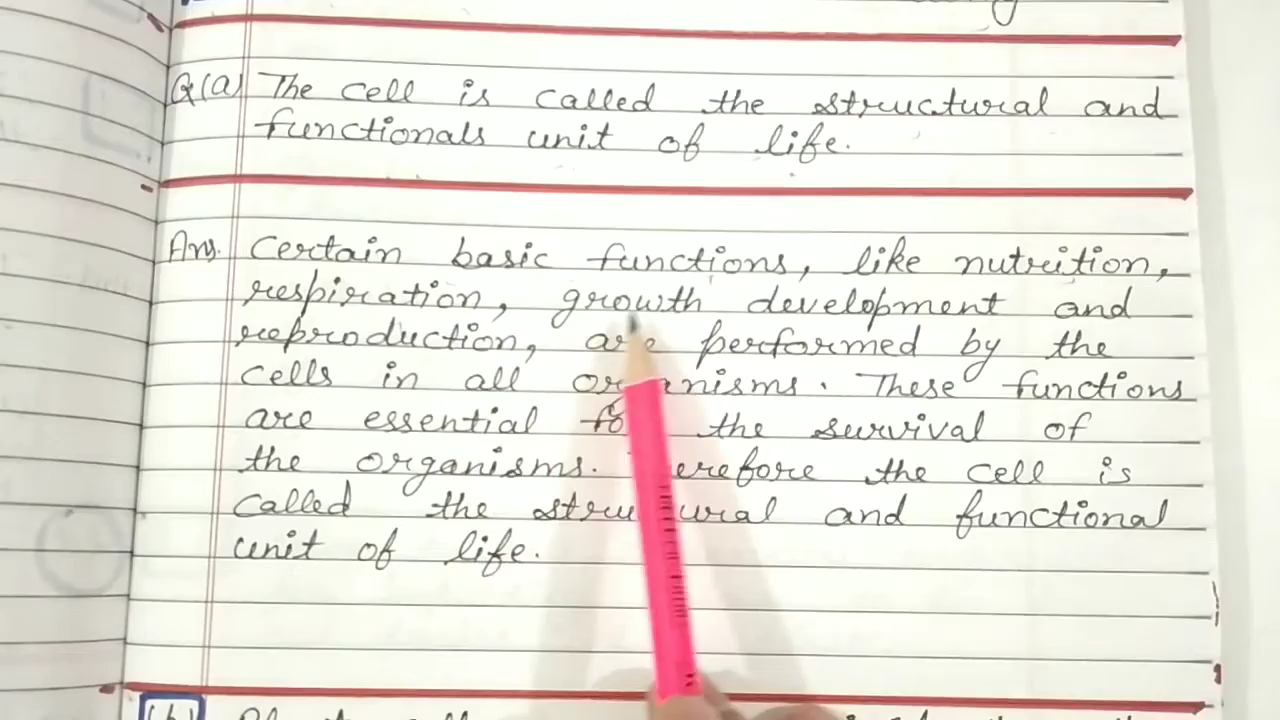 Q(a) The cell is called the structural and
functionals unit of life.
Ans. Certain basic functions, like nutrition,
respiration, growth development and
reproduction, are performed by the
cells in all organisms. These functions
are essential for the survival of
the organisms. Therefore the cell is
called the structural and functional
unit of life.
(b)